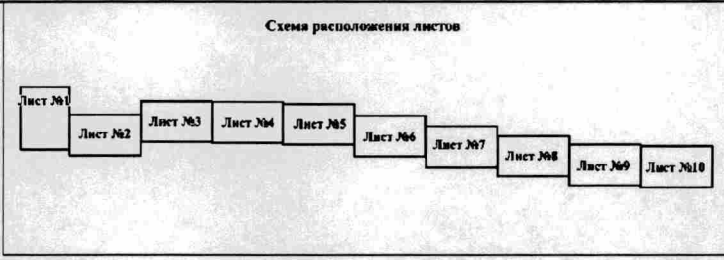 Схема расположения листов
Лист №1
Лист №2
Лист №3
Лист №4
Лист №5
Лист №6
Лист №7
Лист №8
Лист №9
Лист №10